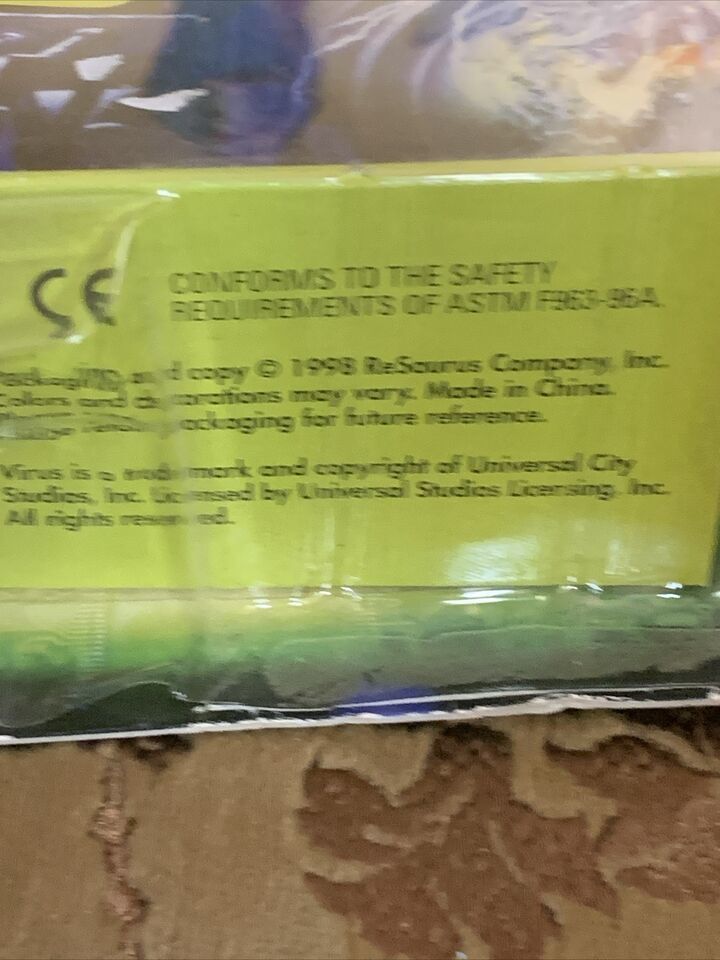 CE
CONFORMS TO THE SAFETY
REQUIREMENTS OF ASTM F963-96A.
Packaging and copy © 1998 ReSaurus Company, Inc.
Colors and decorations may vary. Made in China.
packaging for future reference.
Virus is a trademark and copyright of Universal City
Studios, Inc. Licensed by Universal Studios Licensing, Inc.
All rights reserved.